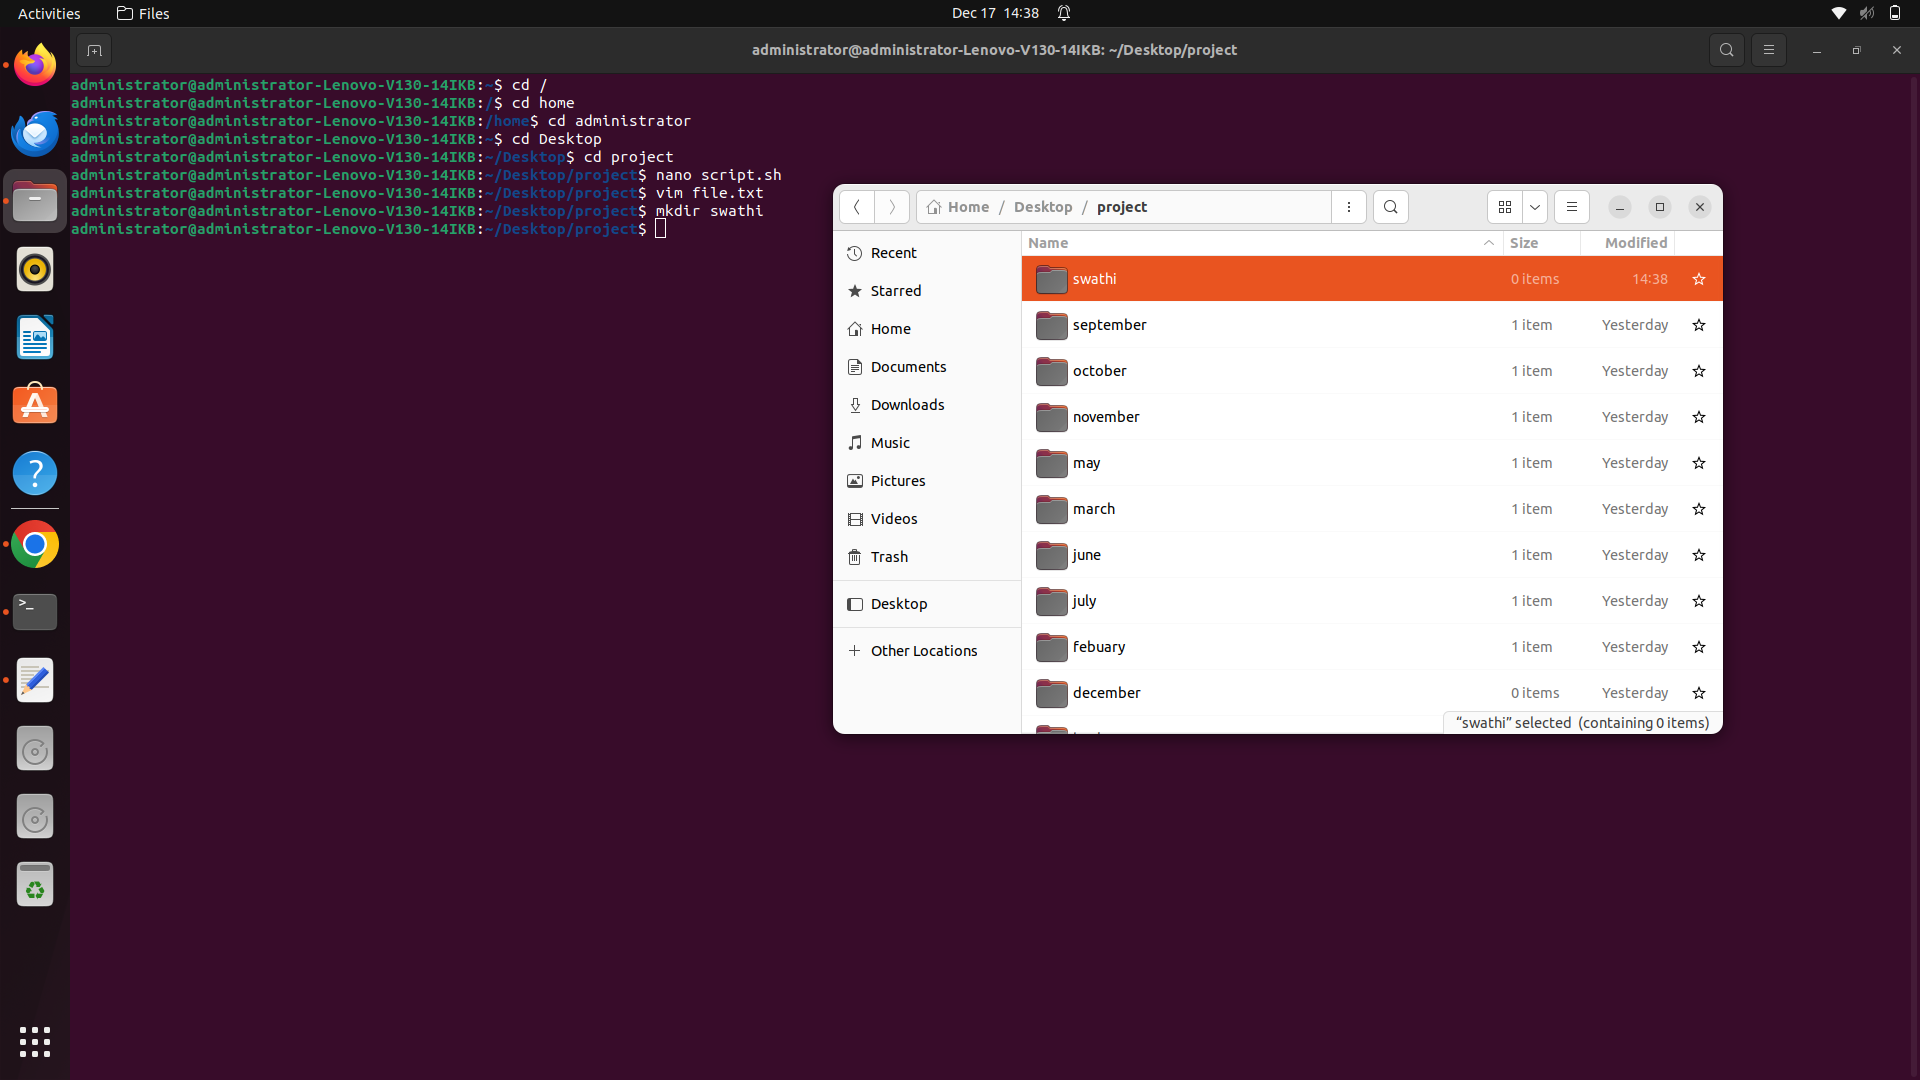 Activities Files Dec 17 14:38
administrator@administrator-Lenovo-V130-14IKB: ~/Desktop/project
administrator@administrator-Lenovo-V130-14IKB:~$ cd /
administrator@administrator-Lenovo-V130-14IKB:/$ cd home
administrator@administrator-Lenovo-V130-14IKB:/home$ cd administrator
administrator@administrator-Lenovo-V130-14IKB:~$ cd Desktop
administrator@administrator-Lenovo-V130-14IKB:~/Desktop$ cd project
administrator@administrator-Lenovo-V130-14IKB:~/Desktop/project$ nano script.sh
administrator@administrator-Lenovo-V130-14IKB:~/Desktop/project$ vim file.txt
administrator@administrator-Lenovo-V130-14IKB:~/Desktop/project$ mkdir swathi
administrator@administrator-Lenovo-V130-14IKB:~/Desktop/project$
Home / Desktop / project
Recent
Starred
Home
Documents
Downloads
Music
Pictures
Videos
Trash
Desktop
Other Locations
Name Size Modified
swathi 0 items 14:38
september 1 item Yesterday
october 1 item Yesterday
november 1 item Yesterday
may 1 item Yesterday
march 1 item Yesterday
june 1 item Yesterday
july 1 item Yesterday
febuary 1 item Yesterday
december 0 items Yesterday
“swathi” selected (containing 0 items)